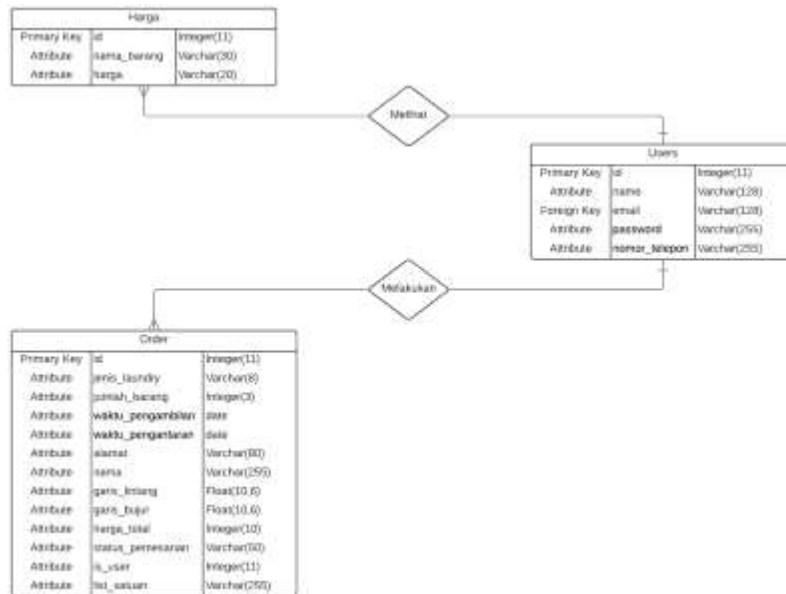 Harga
Primary Key id Integer(11)
Attribute nama_barang Varchar(30)
Attribute harga Varchar(20)
Melihat
Users
Primary Key id Integer(11)
Attribute name Varchar(128)
Foreign Key email Varchar(128)
Attribute password Varchar(255)
Attribute nomor_telepon Varchar(255)
Melakukan
Order
Primary Key id Integer(11)
Attribute jenis_laundry Varchar(8)
Attribute jumlah_barang Integer(3)
Attribute waktu_pengambilan date
Attribute waktu_pengantaran date
Attribute alamat Varchar(80)
Attribute nama Varchar(255)
Attribute garis_lintang Float(10,6)
Attribute garis_bujur Float(10,6)
Attribute harga_total Integer(10)
Attribute status_pemesanan Varchar(50)
Attribute is_user Integer(11)
Attribute list_satuan Varchar(255)